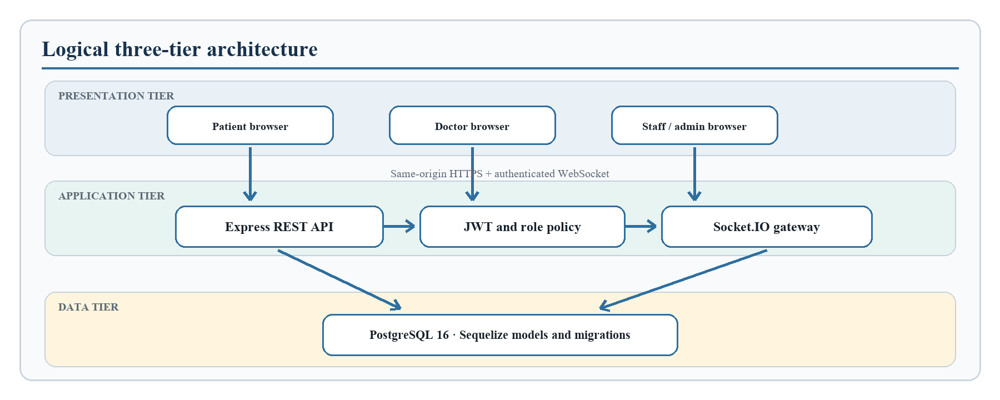 Logical three-tier architecture
PRESENTATION TIER
Patient browser
Doctor browser
Staff / admin browser
Same-origin HTTPS + authenticated WebSocket
APPLICATION TIER
Express REST API
JWT and role policy
Socket.IO gateway
DATA TIER
PostgreSQL 16 · Sequelize models and migrations